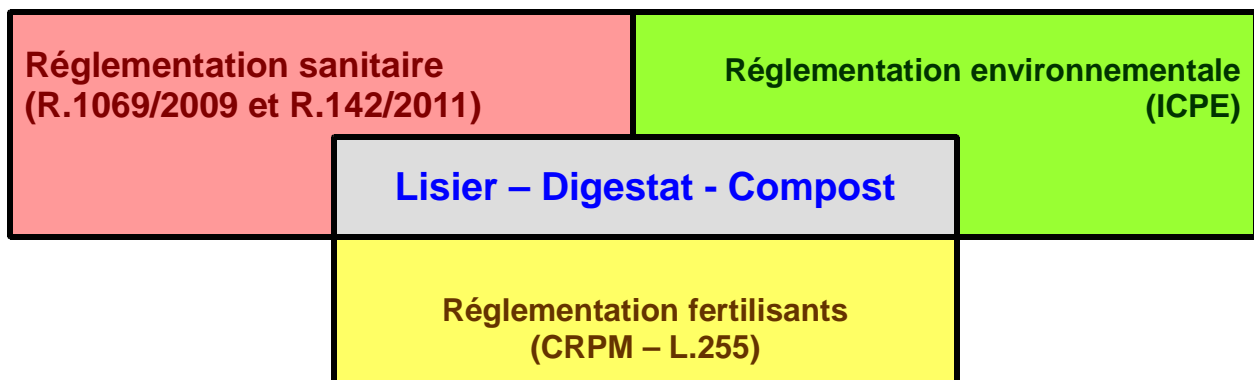 Réglementation sanitaire
(R.1069/2009 et R.142/2011)
Réglementation environnementale
(ICPE)
Lisier – Digestat - Compost
Réglementation fertilisants
(CRPM – L.255)